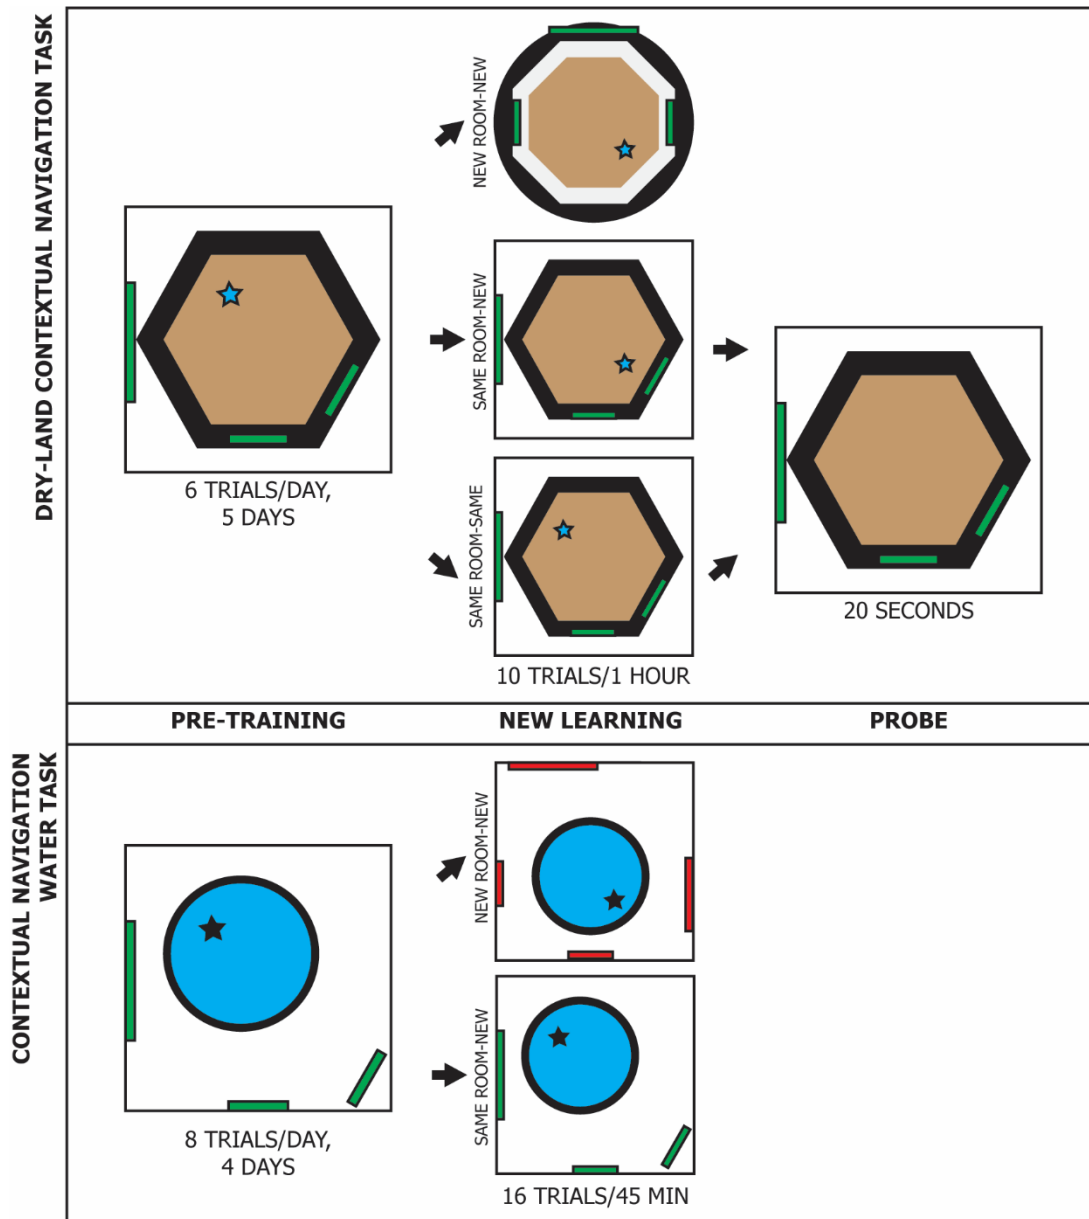 DRY-LAND CONTEXTUAL NAVIGATION TASK
NEW ROOM-NEW
SAME ROOM-NEW
SAME ROOM-SAME
6 TRIALS/DAY,
5 DAYS
10 TRIALS/1 HOUR
20 SECONDS
PRE-TRAINING
NEW LEARNING
PROBE
CONTEXTUAL NAVIGATION
WATER TASK
NEW ROOM-NEW
SAME ROOM-NEW
8 TRIALS/DAY,
4 DAYS
16 TRIALS/45 MIN